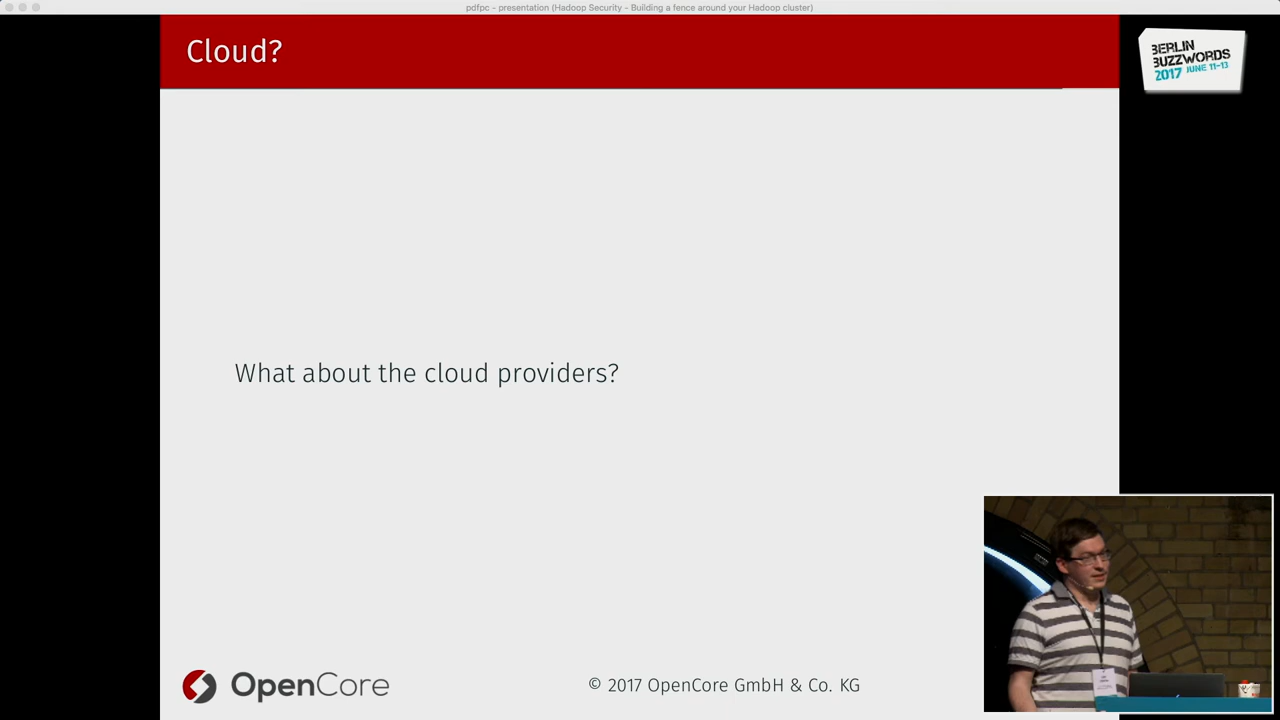 pdfpc - presentation (Hadoop Security - Building a fence around your Hadoop cluster)
Cloud?
BERLIN
BUZZWORDS
2017 JUNE 11-13
What about the cloud providers?
OpenCore
© 2017 OpenCore GmbH & Co. KG